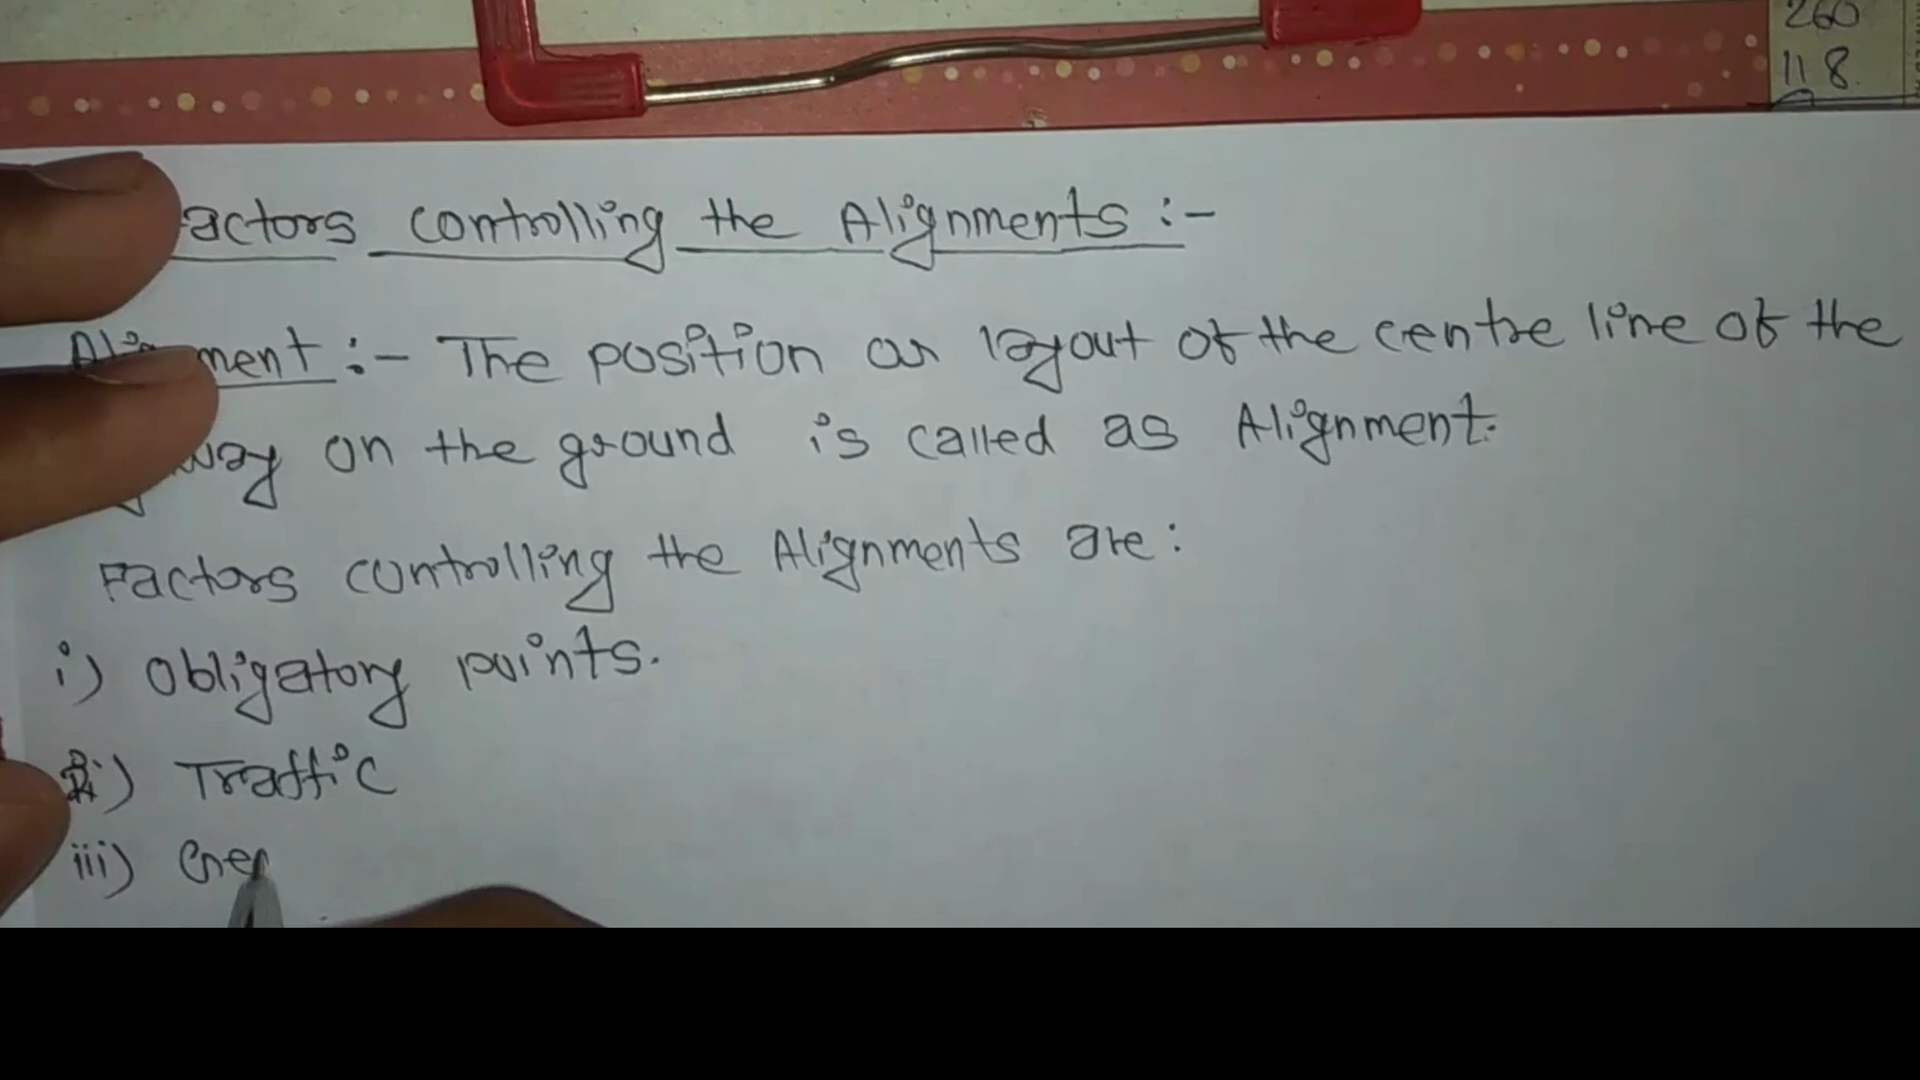 260
118
actors controlling the Alignments :-
ment :- The position or layout of the centre line of the
way on the ground is called as Alignment.
Factors controlling the Alignments are:
i) Obligatory points.
ii) Traffic
iii) Geo